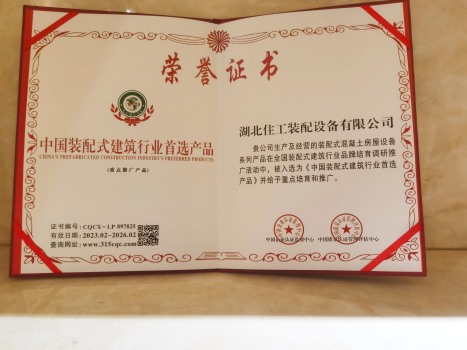 荣誉证书
中国装配式建筑行业首选产品
CHINA'S PREFABRICATED CONSTRUCTION INDUSTRY'S PREFERRED PRODUCTS
(重点推广产品)
证书编号:CQCX-LP 897825
有效日期:2023.02-2026.02
查询网址:www.315cqc.com
湖北住工装配设备有限公司
贵公司生产及经营的装配式混凝土房屋设备
系列产品在全国装配式建筑行业品牌培育调研推
广活动中,被入选为《中国装配式建筑行业首选
产品》并给予重点培育和推广。